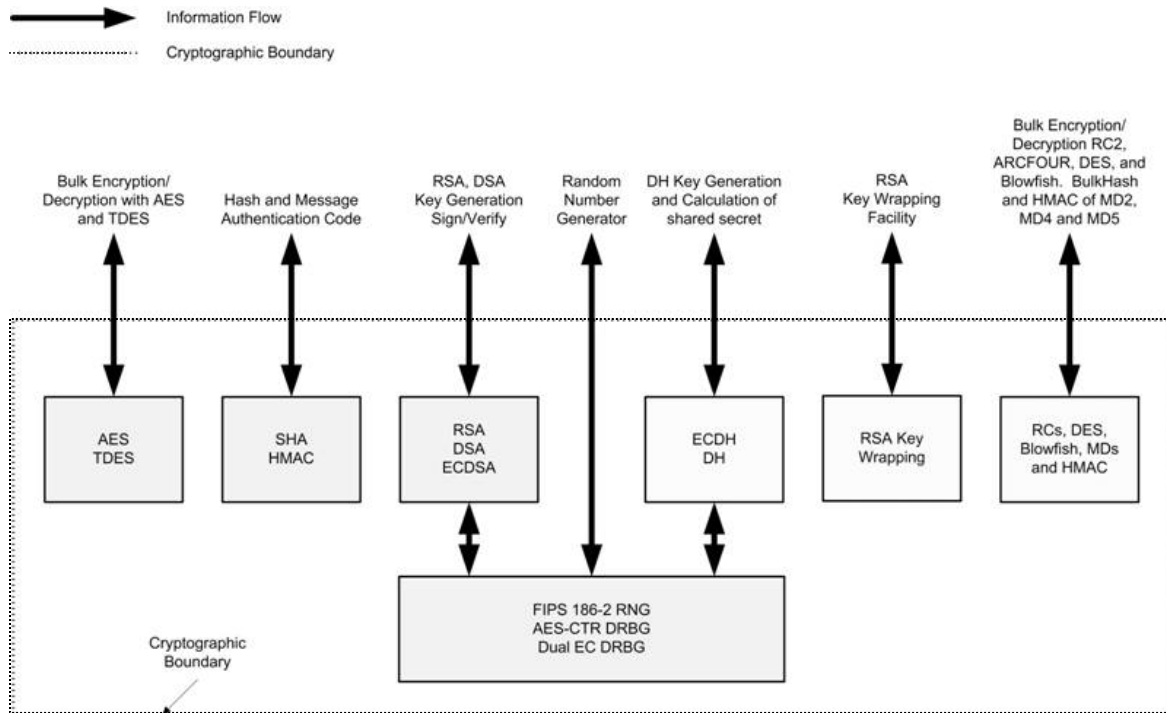 Information Flow
Cryptographic Boundary
Bulk Encryption/
Decryption with AES
and TDES
Hash and Message
Authentication Code
RSA, DSA
Key Generation
Sign/Verify
Random
Number
Generator
DH Key Generation
and Calculation of
shared secret
RSA
Key Wrapping
Facility
Bulk Encryption/
Decryption RC2,
ARCFOUR, DES, and
Blowfish.  BulkHash
and HMAC of MD2,
MD4 and MD5
AES
TDES
SHA
HMAC
RSA
DSA
ECDSA
ECDH
DH
RSA Key
Wrapping
RCs, DES,
Blowfish, MDs
and HMAC
FIPS 186-2 RNG
AES-CTR DRBG
Dual EC DRBG
Cryptographic
Boundary